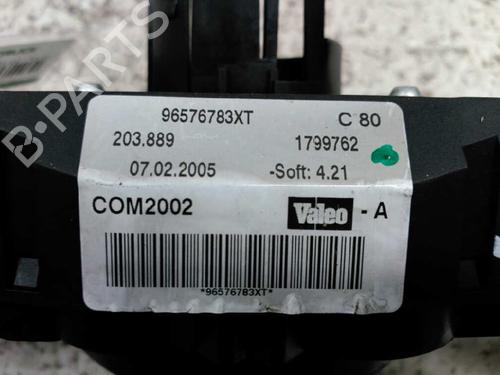 B-PARTS
96576783XT C 80
203.889 1799762
07.02.2005 -Soft: 4.21
COM2002 Valeo -A
*96576783XT*